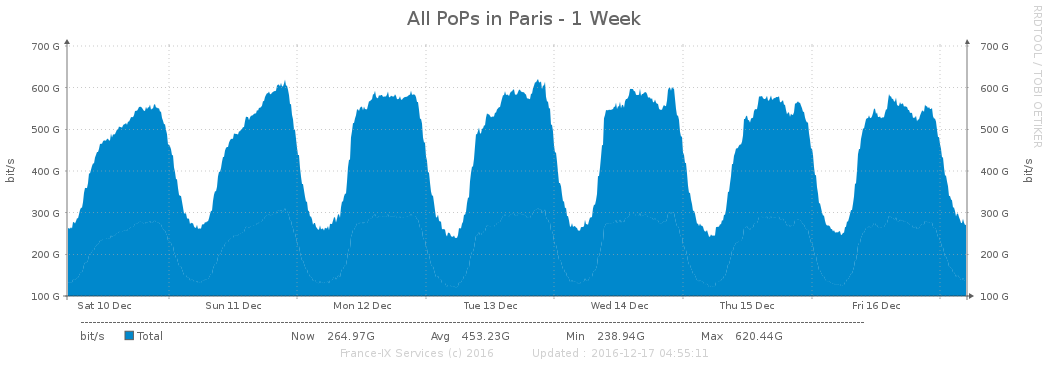 All PoPs in Paris - 1 Week
RRDTOOL / TOBI OETIKER
bit/s
700 G
600 G
500 G
400 G
300 G
200 G
100 G
700 G
600 G
500 G
400 G
300 G
200 G
100 G
bit/s
Sat 10 Dec Sun 11 Dec Mon 12 Dec Tue 13 Dec Wed 14 Dec Thu 15 Dec Fri 16 Dec
bit/s Total Now 264.97G Avg 453.23G Min 238.94G Max 620.44G
France-IX Services (c) 2016 Updated : 2016-12-17 04:55:11